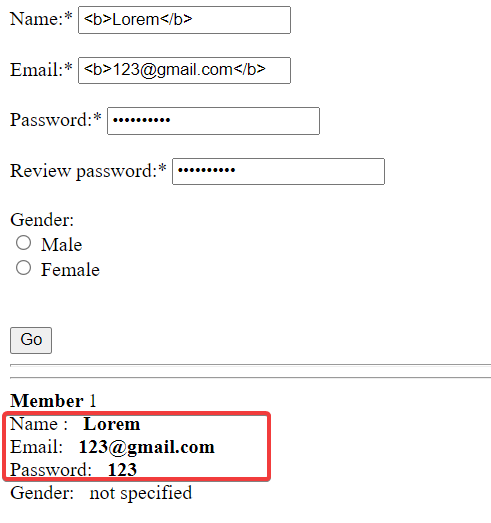 Name:* <b>Lorem</b>
Email:* <b>123@gmail.com</b>
Password:* ••••••••••
Review password:* ••••••••••
Gender:
Male
Female
Go
Member 1
Name : Lorem
Email: 123@gmail.com
Password: 123
Gender: not specified